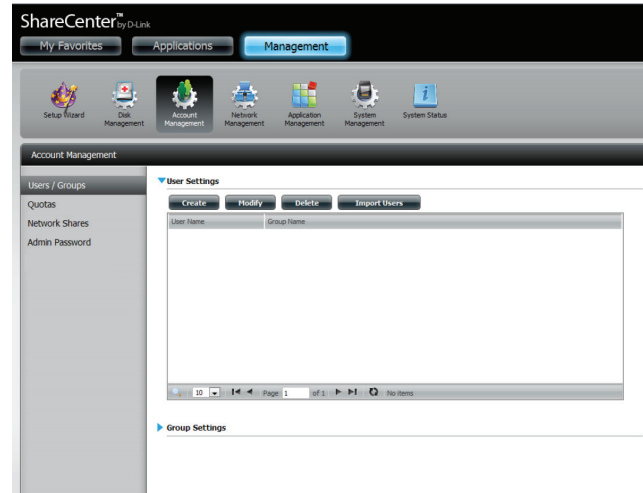 ShareCenter™ by D-Link
My Favorites Applications Management
Setup Wizard Disk Management Account Management Network Management Application Management System Management System Status
Account Management
Users / Groups
Quotas
Network Shares
Admin Password
User Settings
Create Modify Delete Import Users
User Name Group Name
10 Page 1 of 1 No items
Group Settings